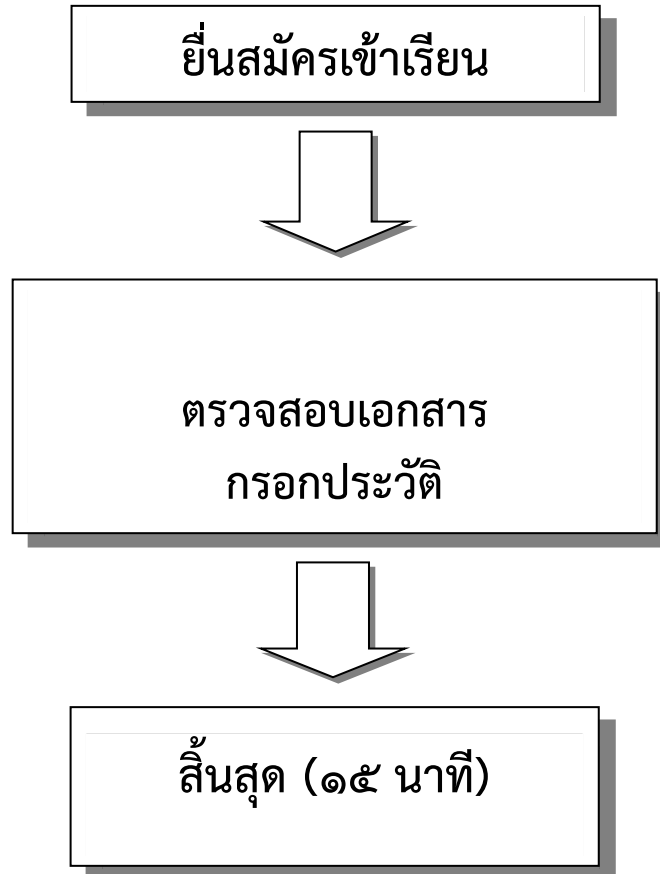 ยื่นสมัครเข้าเรียน
ตรวจสอบเอกสาร
กรอกประวัติ
สิ้นสุด (๑๕ นาที)